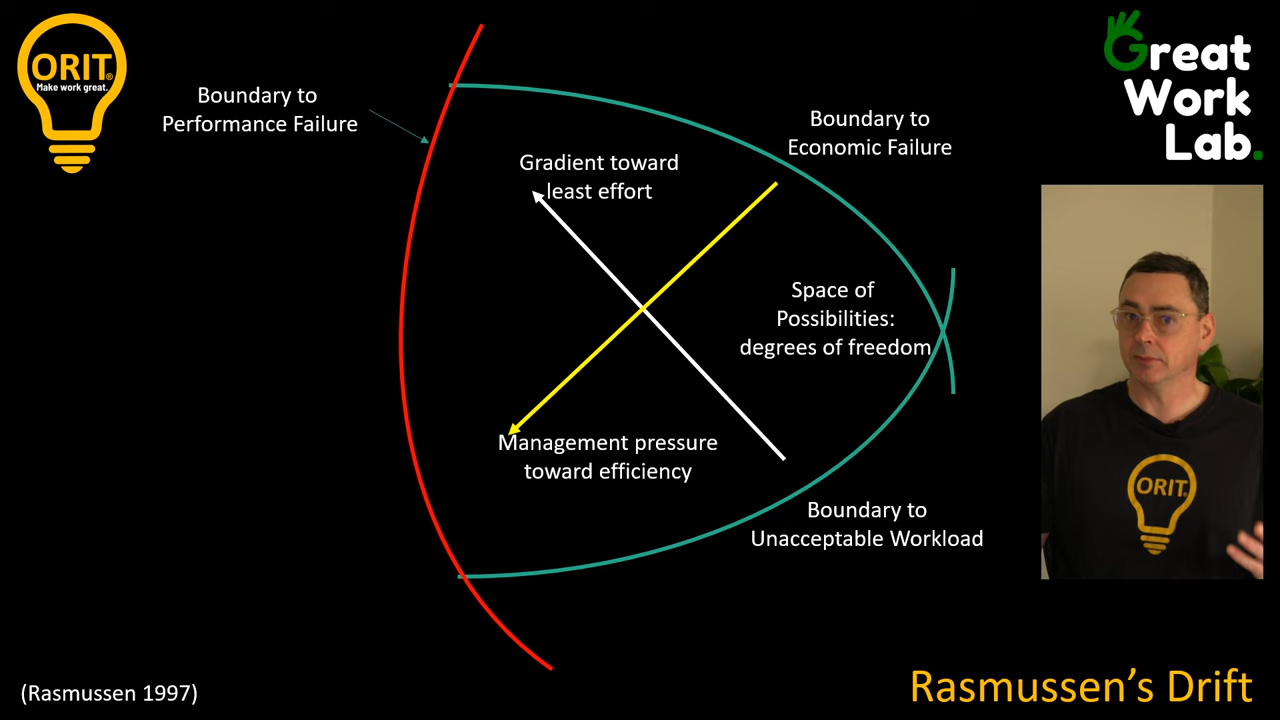 ORIT®
Make work great.
Great
Work
Lab.
Boundary to
Performance Failure
Boundary to
Economic Failure
Gradient toward
least effort
Space of
Possibilities:
degrees of freedom
Management pressure
toward efficiency
Boundary to
Unacceptable Workload
ORIT®
(Rasmussen 1997)
Rasmussen’s Drift